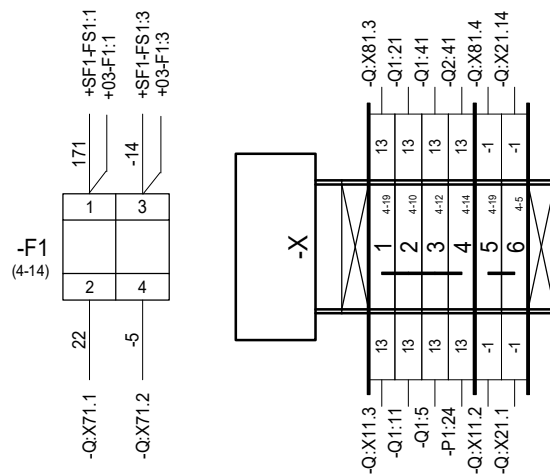 +SF1-FS1:1
+03-F1:1
+SF1-FS1:3
+03-F1:3
171
-14
1
3
-F1
(4-14)
2
4
22
-5
-Q:X71.1
-Q:X71.2
-Q:X81.3
-Q1:21
-Q1:41
-Q2:41
-Q:X81.4
-Q:X21.14
13
13
13
13
-1
-1
4-19
4-10
4-12
4-14
4-19
4-5
-X
1
2
3
4
5
6
13
13
13
13
-1
-1
-Q:X11.3
-Q1:11
-Q1:5
-P1:24
-Q:X11.2
-Q:X21.1